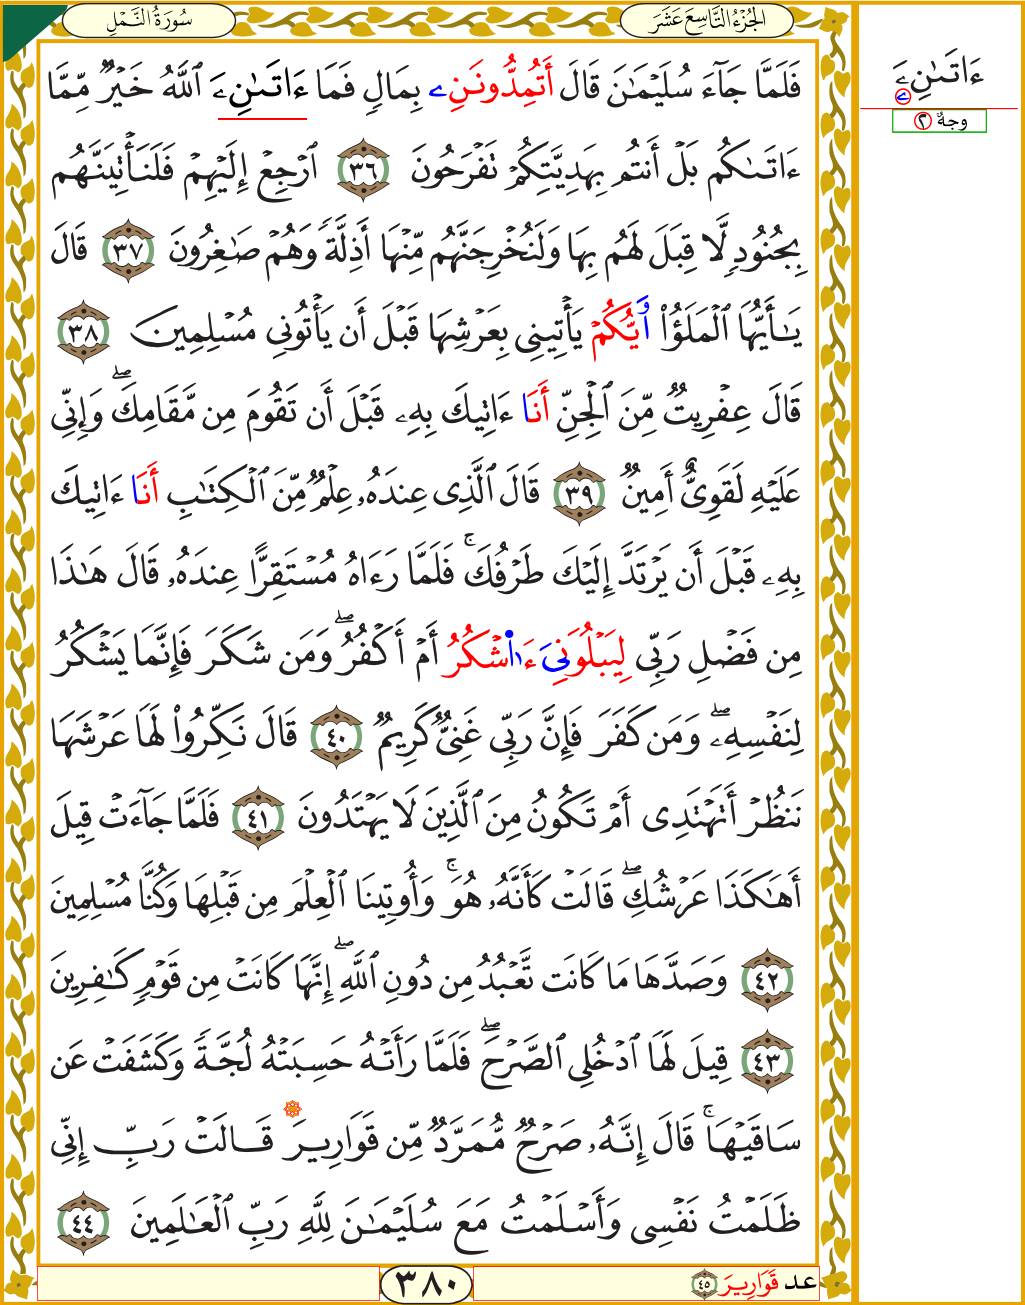 الجُزْءُ التَّاسِعَ عَشَرَ
سُورَةُ النَّمْلِ
فَلَمَّا جَآءَ سُلَيْمَٰنَ قَالَ أَتُمِدُّونَنِۦ بِمَالٖ فَمَا ءَاتَىٰنِۦَ ٱللَّهُ خَيْرٞ مِّمَّا
ءَاتَىٰكُم بَلْ أَنتُم بِهَدِيَّتِكُمْ تَفْرَحُونَ ٣٦ ٱرْجِعْ إِلَيْهِمْ فَلَنَأْتِيَنَّهُم
بِجُنُودٖ لَّا قِبَلَ لَهُم بِهَا وَلَنُخْرِجَنَّهُم مِّنْهَا أَذِلَّةٗ وَهُمْ صَٰغِرُونَ ٣٧ قَالَ
يَٰٓأَيُّهَا ٱلْمَلَؤُا۟ أَيُّكُمْ يَأْتِينِى بِعَرْشِهَا قَبْلَ أَن يَأْتُونِى مُسْلِمِينَ ٣٨
قَالَ عِفْرِيتٞ مِّنَ ٱلْجِنِّ أَنَا ءَاتِيكَ بِهِۦ قَبْلَ أَن تَقُومَ مِن مَّقَامِكَۖ وَإِنِّى
عَلَيْهِ لَقَوِىٌّ أَمِينٞ ٣٩ قَالَ ٱلَّذِى عِندَهُۥ عِلْمٞ مِّنَ ٱلْكِتَٰبِ أَنَا ءَاتِيكَ
بِهِۦ قَبْلَ أَن يَرْتَدَّ إِلَيْكَ طَرْفُكَۚ فَلَمَّا رَءَاهُ مُسْتَقِرًّا عِندَهُۥ قَالَ هَٰذَا
مِن فَضْلِ رَبِّى لِيَبْلُوَنِىَ ءَا۬شْكُرُ أَمْ أَكْفُرُۖ وَمَن شَكَرَ فَإِنَّمَا يَشْكُرُ
لِنَفْسِهِۦۖ وَمَن كَفَرَ فَإِنَّ رَبِّى غَنِىّٞ كَرِيمٞ ٤٠ قَالَ نَكِّرُوا۟ لَهَا عَرْشَهَا
نَنظُرْ أَتَهْتَدِىٓ أَمْ تَكُونُ مِنَ ٱلَّذِينَ لَا يَهْتَدُونَ ٤١ فَلَمَّا جَآءَتْ قِيلَ
أَهَٰكَذَا عَرْشُكِۖ قَالَتْ كَأَنَّهُۥ هُوَۚ وَأُوتِينَا ٱلْعِلْمَ مِن قَبْلِهَا وَكُنَّا مُسْلِمِينَ
٤٢ وَصَدَّهَا مَا كَانَت تَّعْبُدُ مِن دُونِ ٱللَّهِۖ إِنَّهَا كَانَتْ مِن قَوْمٖ كَٰفِرِينَ
٤٣ قِيلَ لَهَا ٱدْخُلِى ٱلصَّرْحَۖ فَلَمَّا رَأَتْهُ حَسِبَتْهُ لُجَّةٗ وَكَشَفَتْ عَن
سَاقَيْهَاۚ قَالَ إِنَّهُۥ صَرْحٞ مُّمَرَّدٞ مِّن قَوَارِيرَ قَالَتْ رَبِّ إِنِّى
ظَلَمْتُ نَفْسِى وَأَسْلَمْتُ مَعَ سُلَيْمَٰنَ لِلَّهِ رَبِّ ٱلْعَٰلَمِينَ ٤٤
عد قَوَارِيرَ ٤٥
٣٨٠
ءَاتَىٰنِۦَ
ے
وجهٌ ٢